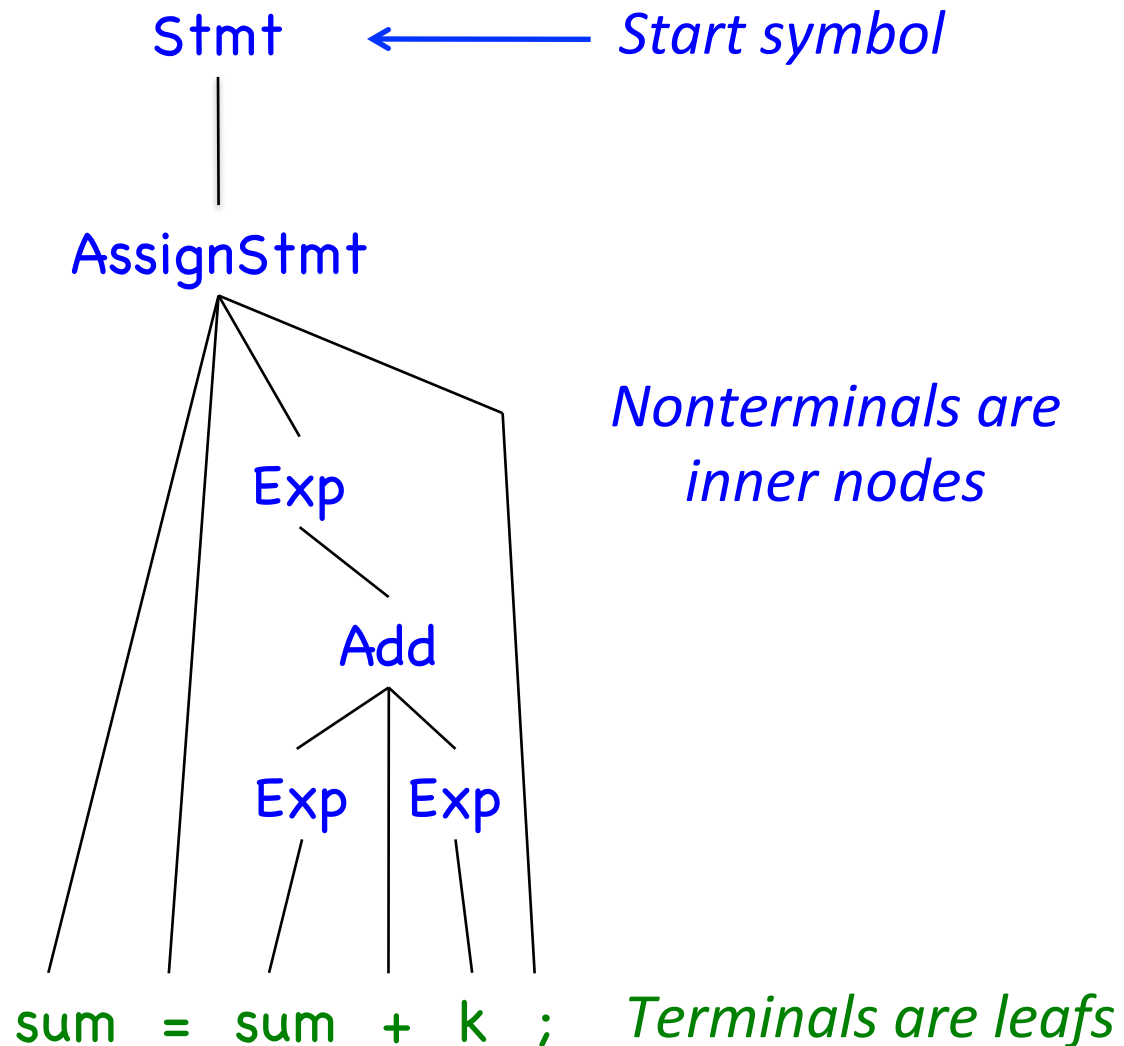 Stmt
Start symbol
AssignStmt
Nonterminals are
inner nodes
Exp
Add
Exp Exp
sum = sum + k ;
Terminals are leafs